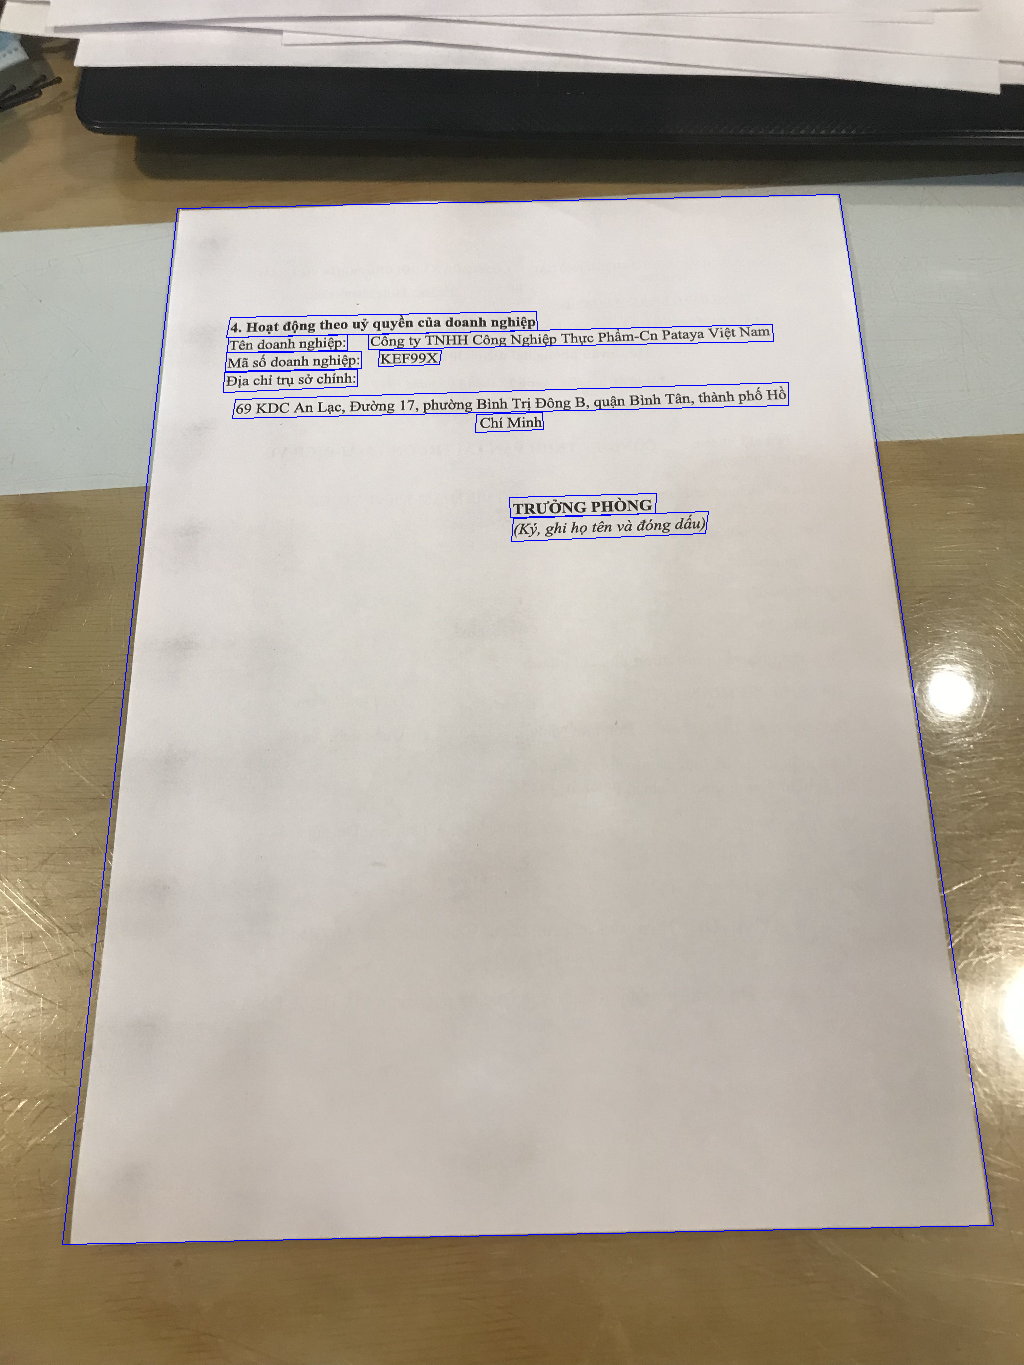 4. Hoạt động theo uỷ quyền của doanh nghiệp
Tên doanh nghiệp: Công ty TNHH Công Nghiệp Thực Phẩm-Cn Pataya Việt Nam
Mã số doanh nghiệp: KEF99X
Địa chỉ trụ sở chính:
69 KDC An Lạc, Đường 17, phường Bình Trị Đông B, quận Bình Tân, thành phố Hồ
Chí Minh
TRƯỞNG PHÒNG
(Ký, ghi họ tên và đóng dấu)